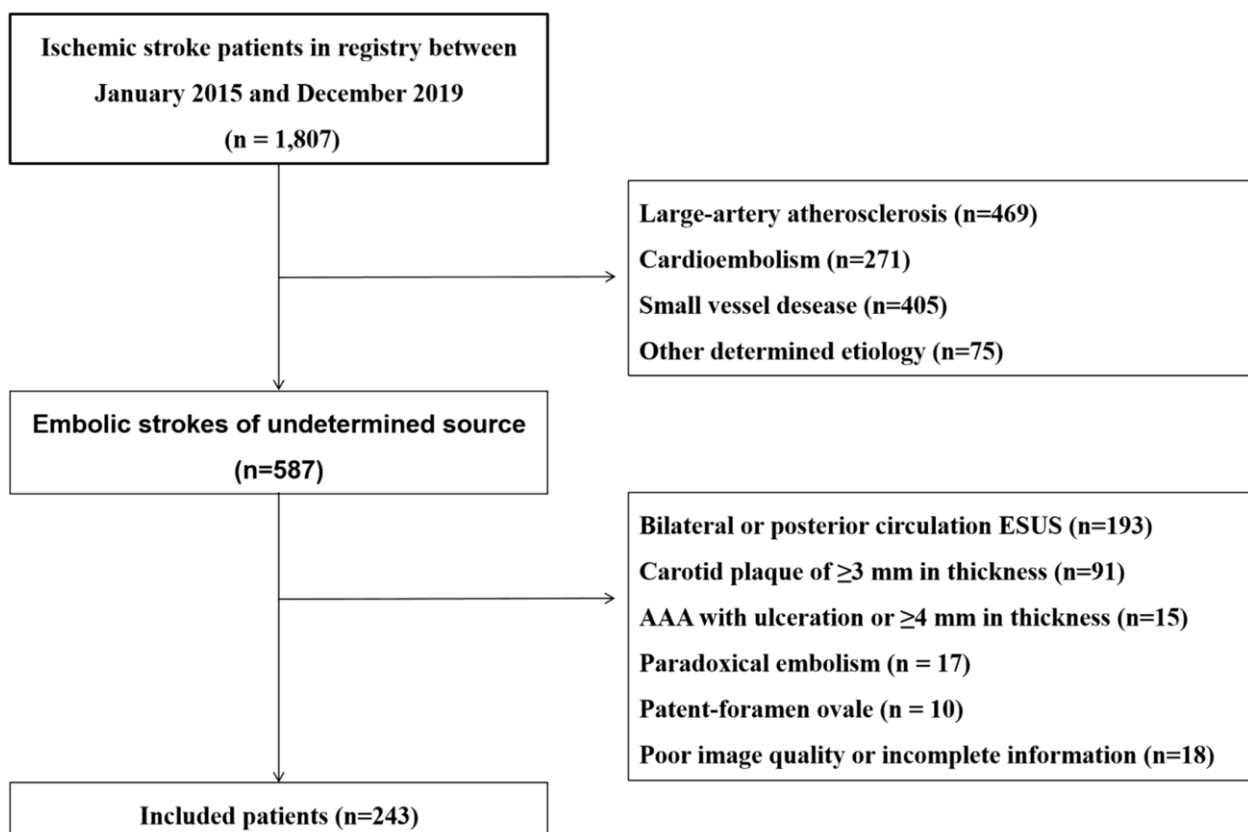 Ischemic stroke patients in registry between
January 2015 and December 2019
(n = 1,807)
Large-artery atherosclerosis (n=469)
Cardioembolism (n=271)
Small vessel desease (n=405)
Other determined etiology (n=75)
Embolic strokes of undetermined source
(n=587)
Bilateral or posterior circulation ESUS (n=193)
Carotid plaque of ≥3 mm in thickness (n=91)
AAA with ulceration or ≥4 mm in thickness (n=15)
Paradoxical embolism (n = 17)
Patent-foramen ovale (n = 10)
Poor image quality or incomplete information (n=18)
Included patients (n=243)